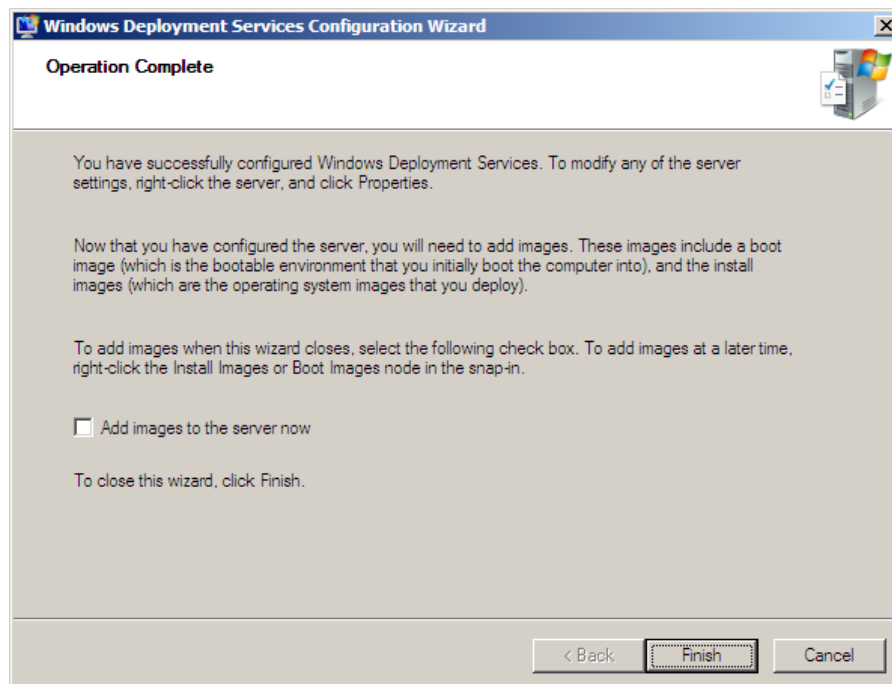 Windows Deployment Services Configuration Wizard
Operation Complete
You have successfully configured Windows Deployment Services. To modify any of the server
settings, right-click the server, and click Properties.
Now that you have configured the server, you will need to add images. These images include a boot
image (which is the bootable environment that you initially boot the computer into), and the install
images (which are the operating system images that you deploy).
To add images when this wizard closes, select the following check box. To add images at a later time,
right-click the Install Images or Boot Images node in the snap-in.
Add images to the server now
To close this wizard, click Finish.
< Back
Finish
Cancel